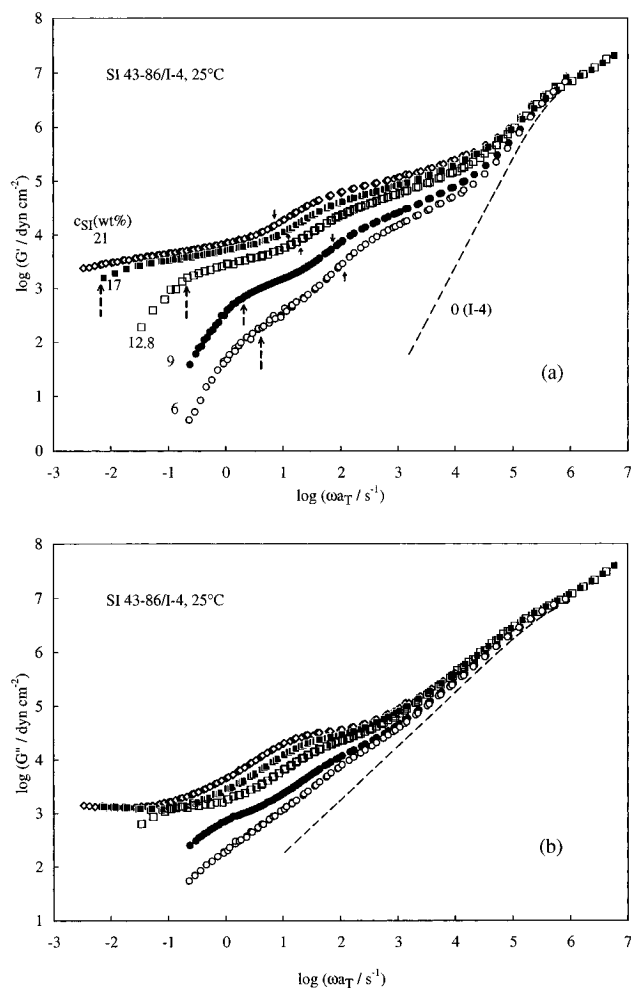 8
7
6
5
4
3
2
1
0
log (G' / dyn cm⁻²)
SI 43-86/I-4, 25°C
c_SI(wt%)
21
17
12.8
9
6
0 (I-4)
(a)
-3 -2 -1 0 1 2 3 4 5 6 7
log (ωa_T / s⁻¹)
8
7
6
5
4
3
2
1
log (G" / dyn cm⁻²)
SI 43-86/I-4, 25°C
(b)
-3 -2 -1 0 1 2 3 4 5 6 7
log (ωa_T / s⁻¹)